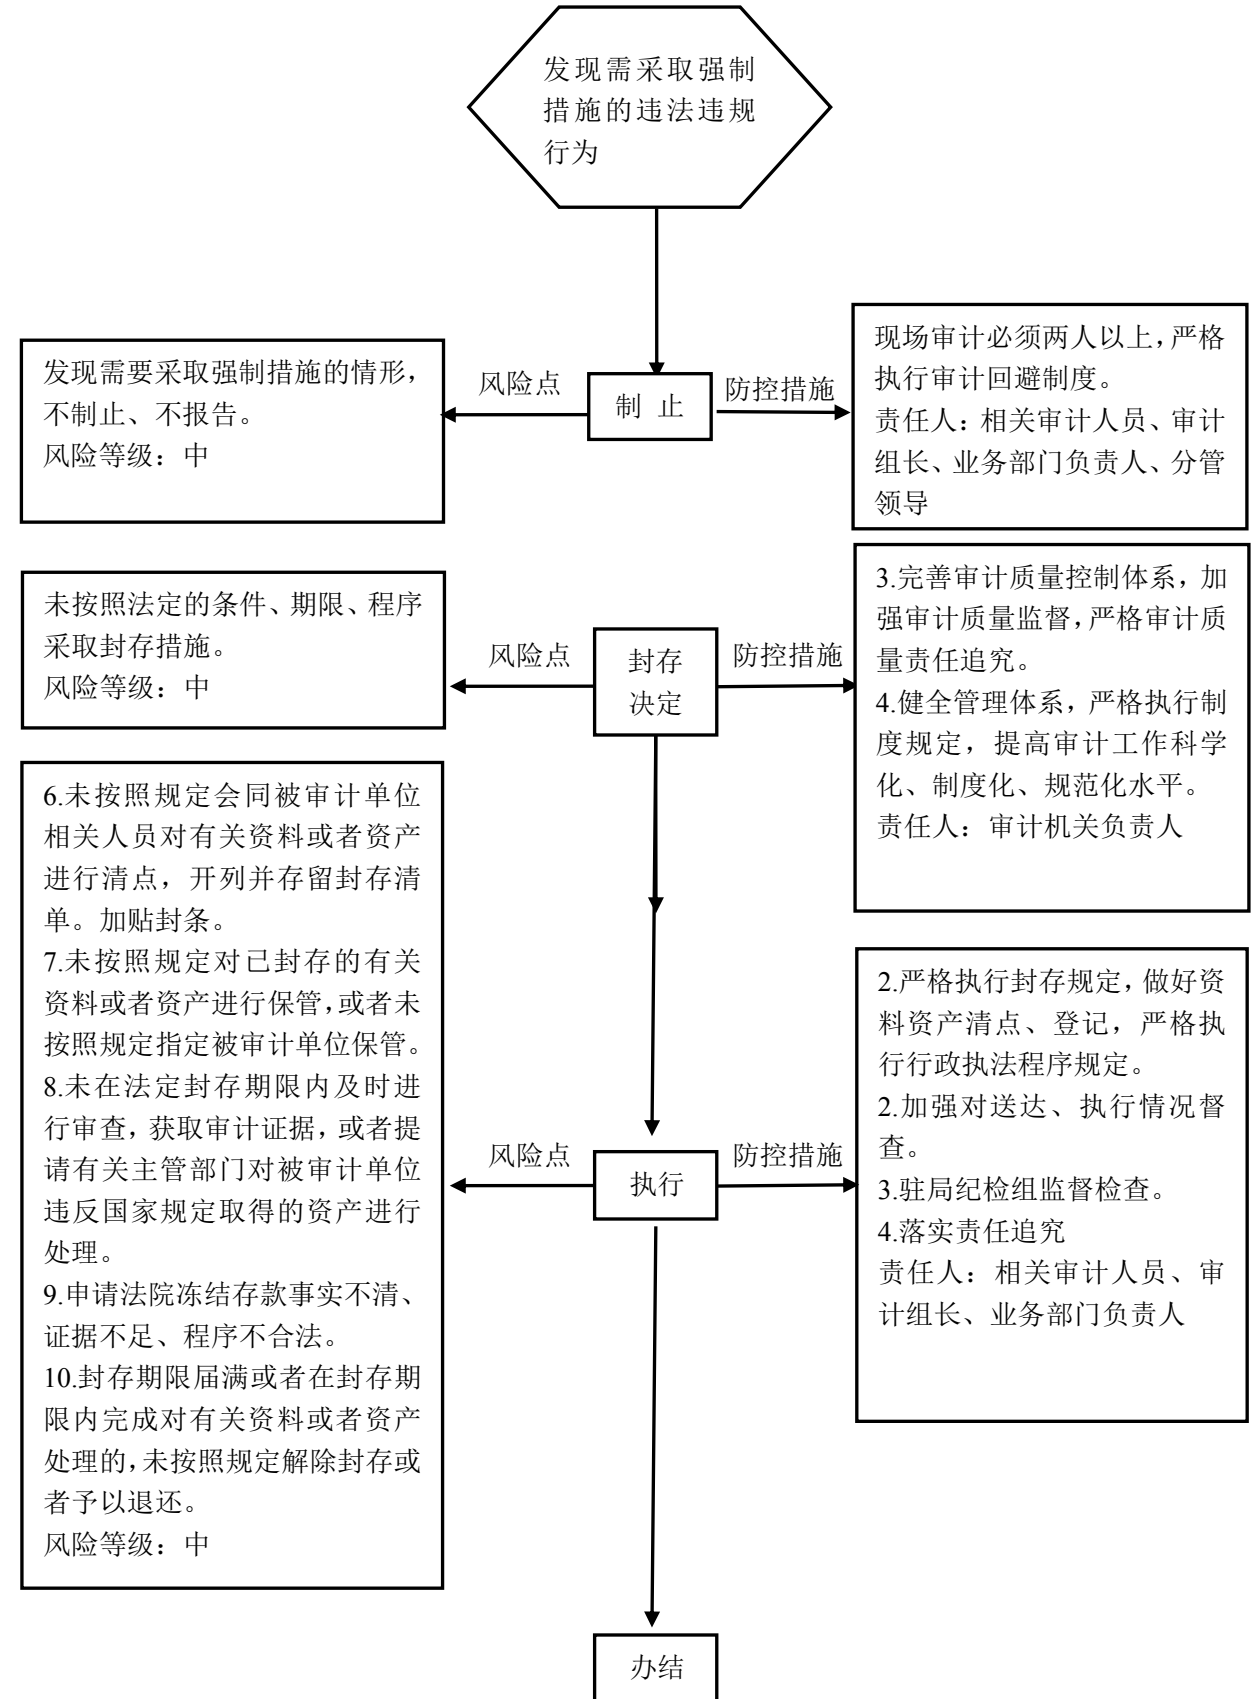 发现需采取强制
措施的违法违规
行为
发现需要采取强制措施的情形，
不制止、不报告。
风险等级：中
风险点
制 止
防控措施
现场审计必须两人以上，严格
执行审计回避制度。
责任人：相关审计人员、审计
组长、业务部门负责人、分管
领导
未按照法定的条件、期限、程序
采取封存措施。
风险等级：中
风险点
封存
决定
防控措施
3.完善审计质量控制体系，加
强审计质量监督，严格审计质
量责任追究。
4.健全管理体系，严格执行制
度规定，提高审计工作科学
化、制度化、规范化水平。
责任人：审计机关负责人
6.未按照规定会同被审计单位
相关人员对有关资料或者资产
进行清点，开列并存留封存清
单。加贴封条。
7.未按照规定对已封存的有关
资料或者资产进行保管，或者未
按照规定指定被审计单位保管。
8.未在法定封存期限内及时进
行审查，获取审计证据，或者提
请有关主管部门对被审计单位
违反国家规定取得的资产进行
处理。
9.申请法院冻结存款事实不清、
证据不足、程序不合法。
10.封存期限届满或者在封存期
限内完成对有关资料或者资产
处理的，未按照规定解除封存或
者予以退还。
风险等级：中
风险点
执行
防控措施
2.严格执行封存规定，做好资
料资产清点、登记，严格执
行行政执法程序规定。
2.加强对送达、执行情况督
查。
3.驻局纪检组监督检查。
4.落实责任追究
责任人：相关审计人员、审
计组长、业务部门负责人
办结